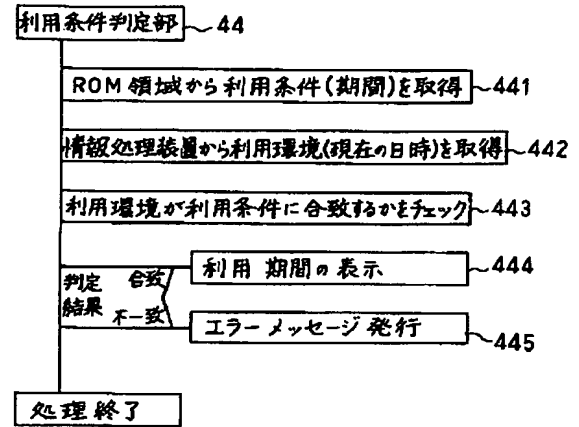 利用条件判定部 44
ROM 領域から利用条件(期間)を取得 441
情報処理装置から利用環境(現在の日時)を取得 442
利用環境が利用条件に合致するかをチェック 443
判定結果
合致
利用期間の表示 444
不一致
エラーメッセージ発行 445
処理終了